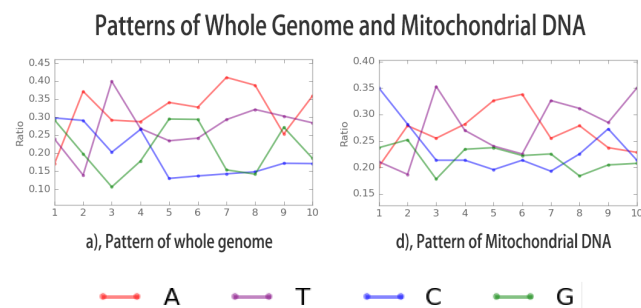 Patterns of Whole Genome and Mitochondrial DNA
0.45
0.40
0.35
0.30
0.25
0.20
0.15
0.10
Ratio
1 2 3 4 5 6 7 8 9 10
a), Pattern of whole genome
0.40
0.35
0.30
0.25
0.20
0.15
Ratio
1 2 3 4 5 6 7 8 9 10
d), Pattern of Mitochondrial DNA
A T C G